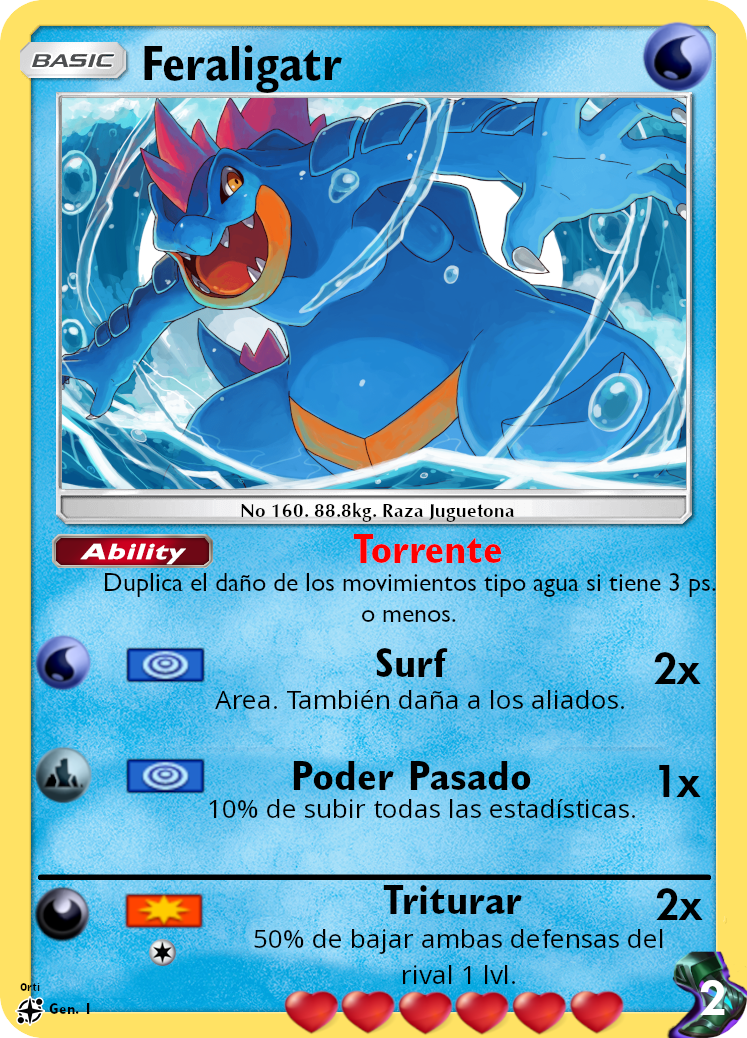 BASIC
Feraligatr
No 160. 88.8kg. Raza Juguetona
Ability
Torrente
Duplica el daño de los movimientos tipo agua si tiene 3 ps.
o menos.
Surf
2x
Area. También daña a los aliados.
Poder Pasado
1x
10% de subir todas las estadísticas.
Triturar
2x
50% de bajar ambas defensas del
rival 1 lvl.
Orti
Gen. 1
2